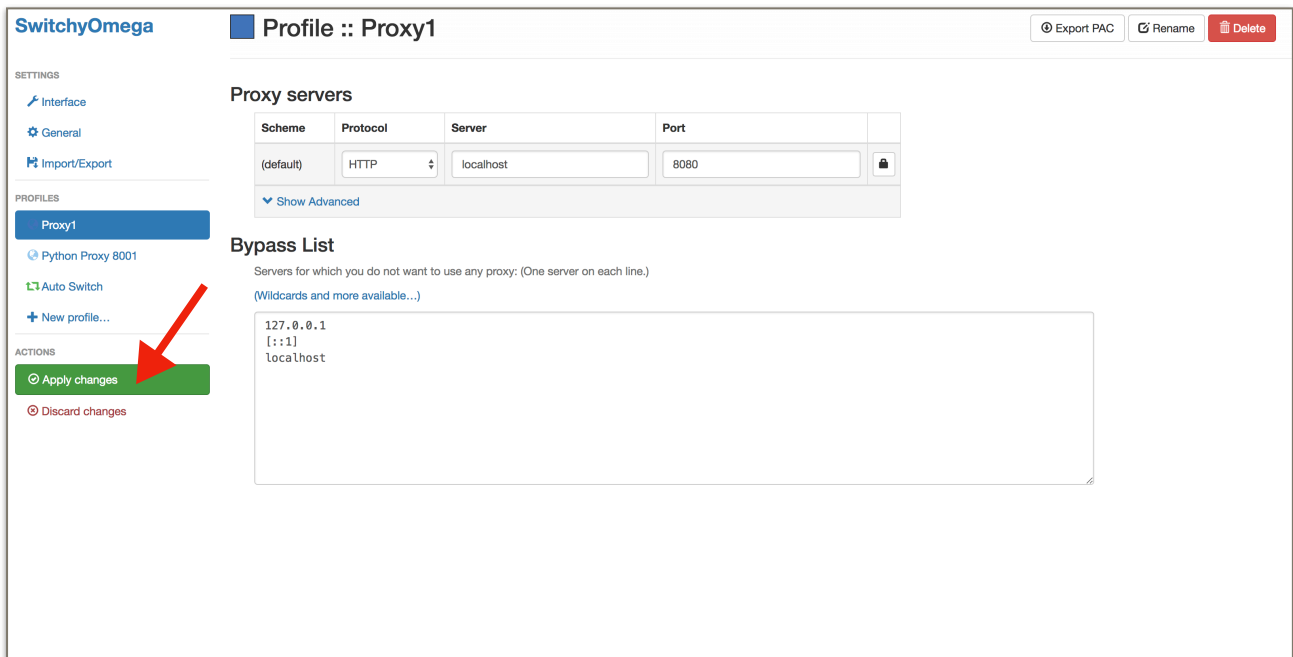 SwitchyOmega
SETTINGS
Interface
General
Import/Export
PROFILES
Proxy1
Python Proxy 8001
Auto Switch
New profile...
ACTIONS
Apply changes
Discard changes
Profile :: Proxy1
Export PAC
Rename
Delete
Proxy servers
Scheme Protocol Server Port
(default) HTTP localhost 8080
Show Advanced
Bypass List
Servers for which you do not want to use any proxy: (One server on each line.)
(Wildcards and more available...)
127.0.0.1
[::1]
localhost